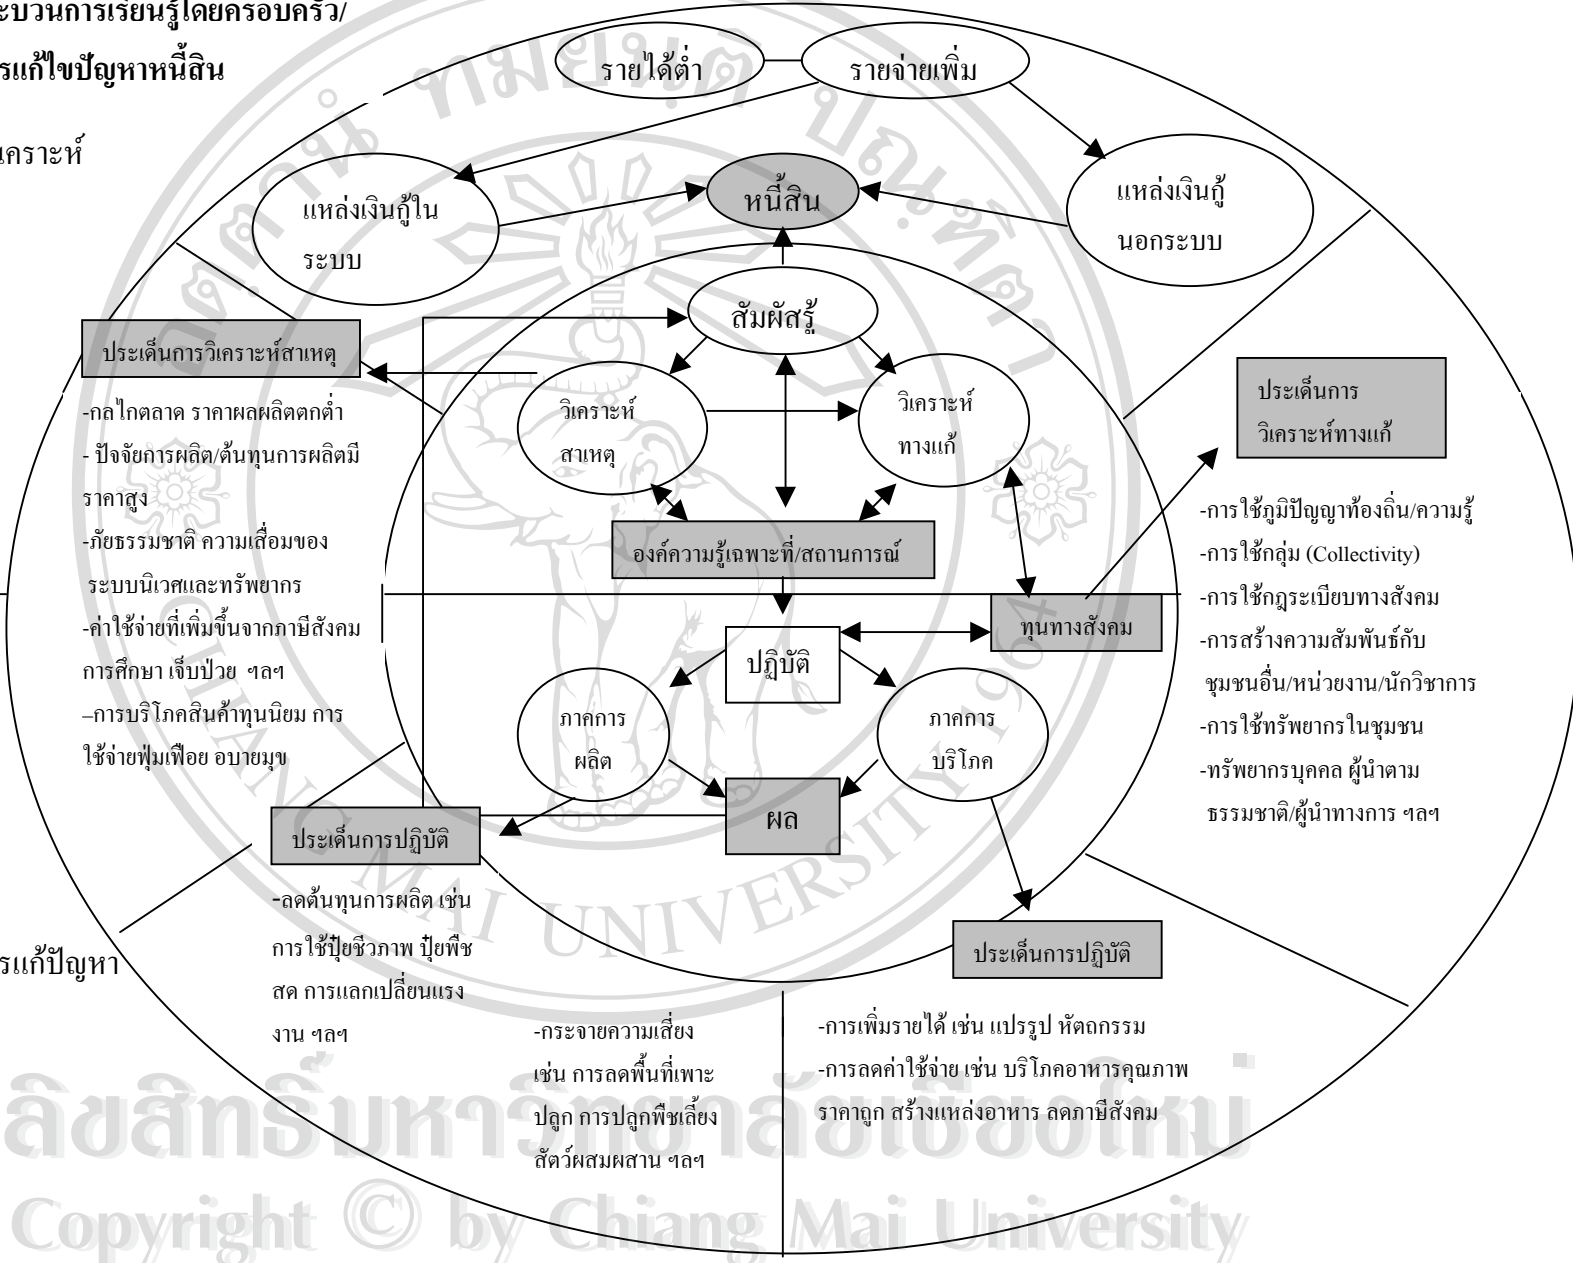 ะบวนการเรียนรู้โดยครอบครัว/
รแก้ไขปัญหาหนี้สิน
เคราะห์
รายได้ต่ำ
รายจ่ายเพิ่ม
แหล่งเงินกู้ใน
ระบบ
หนี้สิน
แหล่งเงินกู้
นอกระบบ
สัมผัสรู้
ประเด็นการวิเคราะห์สาเหตุ
-กลไกตลาด ราคาผลผลิตตกต่ำ
- ปัจจัยการผลิต/ต้นทุนการผลิตมี
ราคาสูง
-ภัยธรรมชาติ ความเสื่อมของ
ระบบนิเวศและทรัพยากร
-ค่าใช้จ่ายที่เพิ่มขึ้นจากภาษีสังคม
การศึกษา เจ็บป่วย ฯลฯ
–การบริโภคสินค้าทุนนิยม การ
ใช้จ่ายฟุ่มเฟือย อบายมุข
วิเคราะห์
สาเหตุ
วิเคราะห์
ทางแก้
องค์ความรู้เฉพาะที่/สถานการณ์
ทุนทางสังคม
ปฏิบัติ
ภาคการ
ผลิต
ภาคการ
บริโภค
ผล
ประเด็นการ
วิเคราะห์ทางแก้
-การใช้ภูมิปัญญาท้องถิ่น/ความรู้
-การใช้กลุ่ม (Collectivity)
-การใช้กฎระเบียบทางสังคม
-การสร้างความสัมพันธ์กับ
ชุมชนอื่น/หน่วยงาน/นักวิชาการ
-การใช้ทรัพยากรในชุมชน
-ทรัพยากรบุคคล ผู้นำตาม
ธรรมชาติ/ผู้นำทางการ ฯลฯ
ประเด็นการปฏิบัติ
-ลดต้นทุนการผลิต เช่น
การใช้ปุ๋ยชีวภาพ ปุ๋ยพืช
สด การแลกเปลี่ยนแรง
งาน ฯลฯ
รแก้ปัญหา
-กระจายความเสี่ยง
เช่น การลดพื้นที่เพาะ
ปลูก การปลูกพืชเลี้ยง
สัตว์ผสมผสาน ฯลฯ
ประเด็นการปฏิบัติ
-การเพิ่มรายได้ เช่น แปรรูป หัตถกรรม
-การลดค่าใช้จ่าย เช่น บริโภคอาหารคุณภาพ
ราคาถูก สร้างแหล่งอาหาร ลดภาษีสังคม
CHIANG MAI UNIVERSITY 1964
ลิขสิทธิ์มหาวิทยาลัยเชียงใหม่
Copyright © by Chiang Mai University